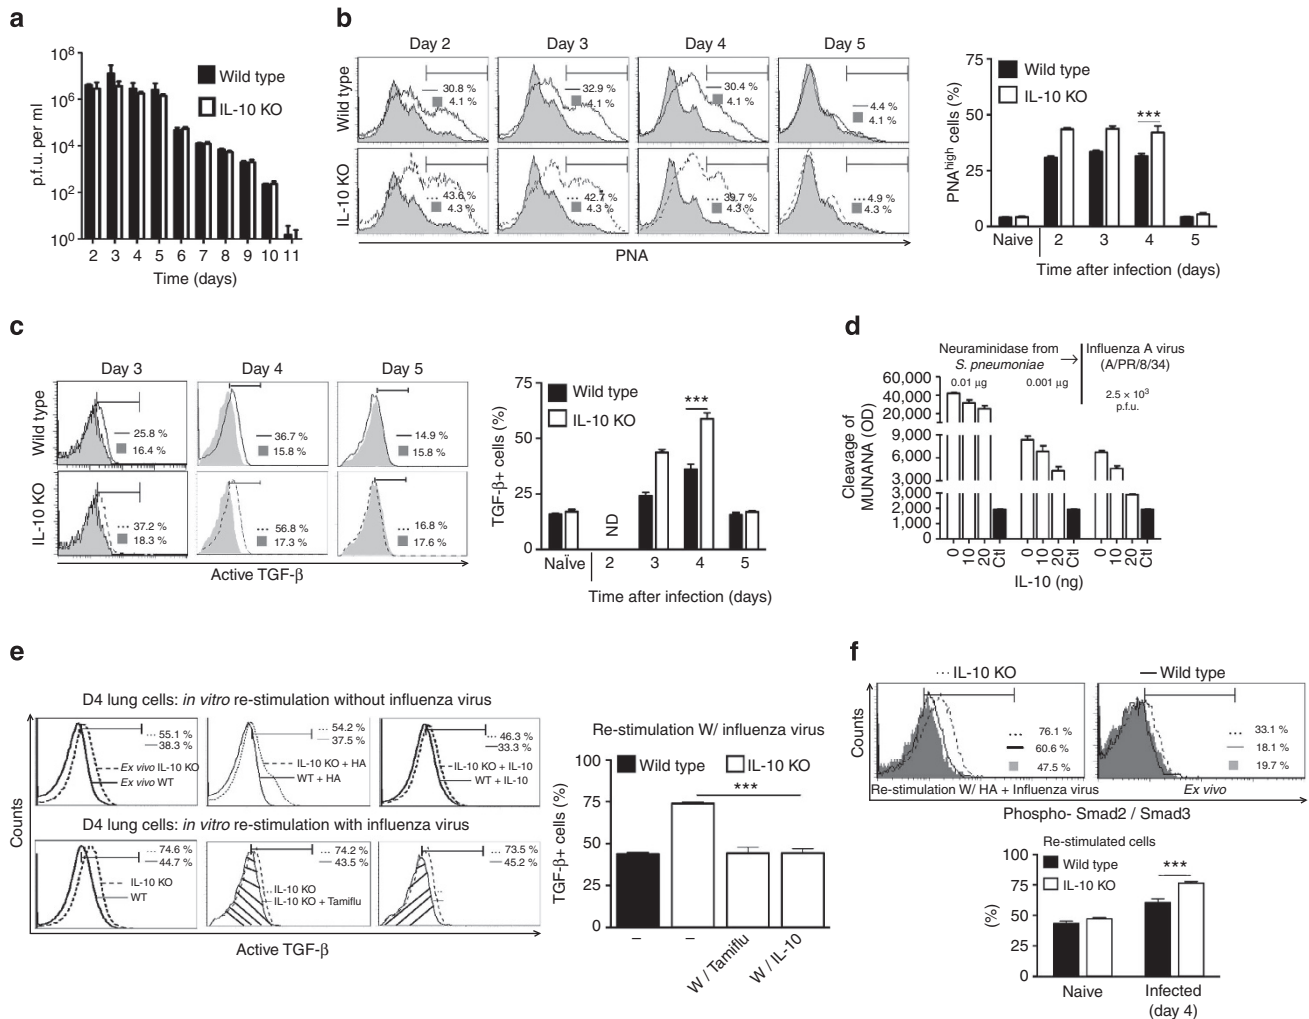 a
10⁸
10⁶
10⁴
10²
10⁰
p.f.u. per ml
Wild type
IL-10 KO
2 3 4 5 6 7 8 9 10 11
Time (days)
b
Day 2 Day 3 Day 4 Day 5
Wild type
30.8 %
4.1 %
32.9 %
4.1 %
30.4 %
4.1 %
4.4 %
4.1 %
IL-10 KO
43.6 %
4.3 %
42.7 %
4.3 %
39.7 %
4.3 %
4.9 %
4.3 %
PNA
75
50
25
0
PNAhigh cells (%)
Wild type
IL-10 KO
***
Naive 2 3 4 5
Time after infection (days)
c
Day 3 Day 4 Day 5
Wild type
25.8 %
16.4 %
36.7 %
15.8 %
14.9 %
15.8 %
IL-10 KO
37.2 %
18.3 %
56.8 %
17.3 %
16.8 %
17.6 %
Active TGF-β
75
50
25
0
TGF-β+ cells (%)
Wild type
IL-10 KO
***
ND
Naïve 2 3 4 5
Time after infection (days)
d
Neuraminidase from
S. pneumoniae
→
Influenza A virus
(A/PR/8/34)
0.01 µg 0.001 µg
2.5 × 10³
p.f.u.
60,000
40,000
20,000
9,000
6,000
3,000
3,000
2,000
1,000
0
Cleavage of
MUNANA (OD)
0 10 20 Ctl 0 10 20 Ctl 0 10 20 Ctl
IL-10 (ng)
e
D4 lung cells: in vitro re-stimulation without influenza virus
55.1 %
38.3 %
Ex vivo IL-10 KO
Ex vivo WT
54.2 %
37.5 %
IL-10 KO + HA
WT + HA
46.3 %
33.3 %
IL-10 KO + IL-10
WT + IL-10
Counts
D4 lung cells: in vitro re-stimulation with influenza virus
74.6 %
44.7 %
IL-10 KO
WT
74.2 %
43.5 %
IL-10 KO
IL-10 KO + Tamiflu
73.5 %
45.2 %
Active TGF-β
Re-stimulation W/ influenza virus
100
75
50
25
0
TGF-β+ cells (%)
Wild type
IL-10 KO
***
– – W / Tamiflu W / IL-10
f
IL-10 KO
Wild type
Counts
76.1 %
60.6 %
47.5 %
33.1 %
18.1 %
19.7 %
Re-stimulation W/ HA + Influenza virus
Ex vivo
Phospho- Smad2 / Smad3
Re-stimulated cells
100
75
50
25
0
(%)
Wild type
IL-10 KO
***
Naive Infected
(day 4)